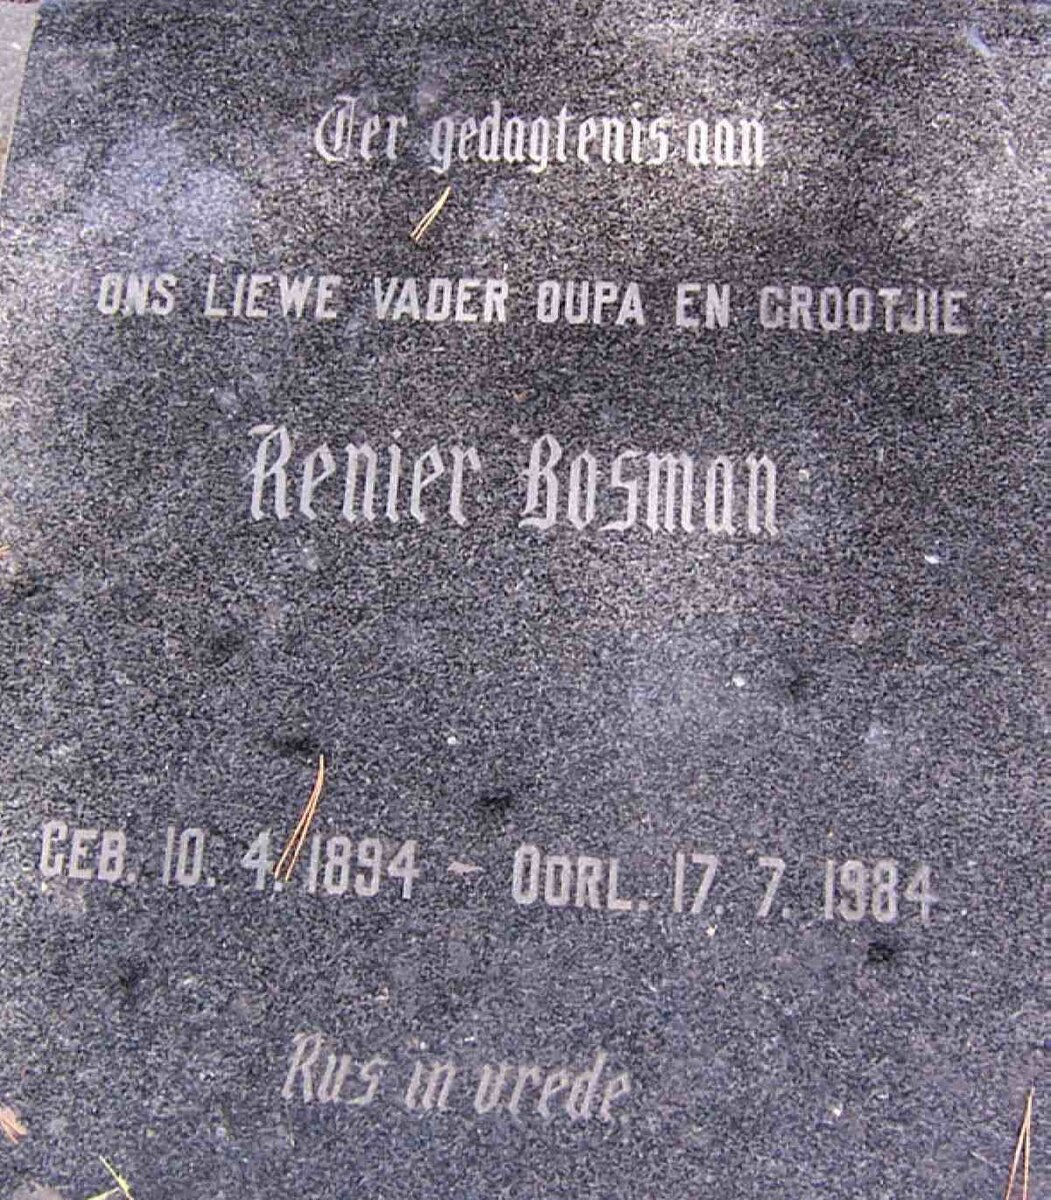 Ter gedagtenis aan
ONS LIEWE VADER OUPA EN GROOTJIE
Renier Bosman
GEB. 10. 4. 1894 - OORL. 17. 7. 1984
Rus in vrede